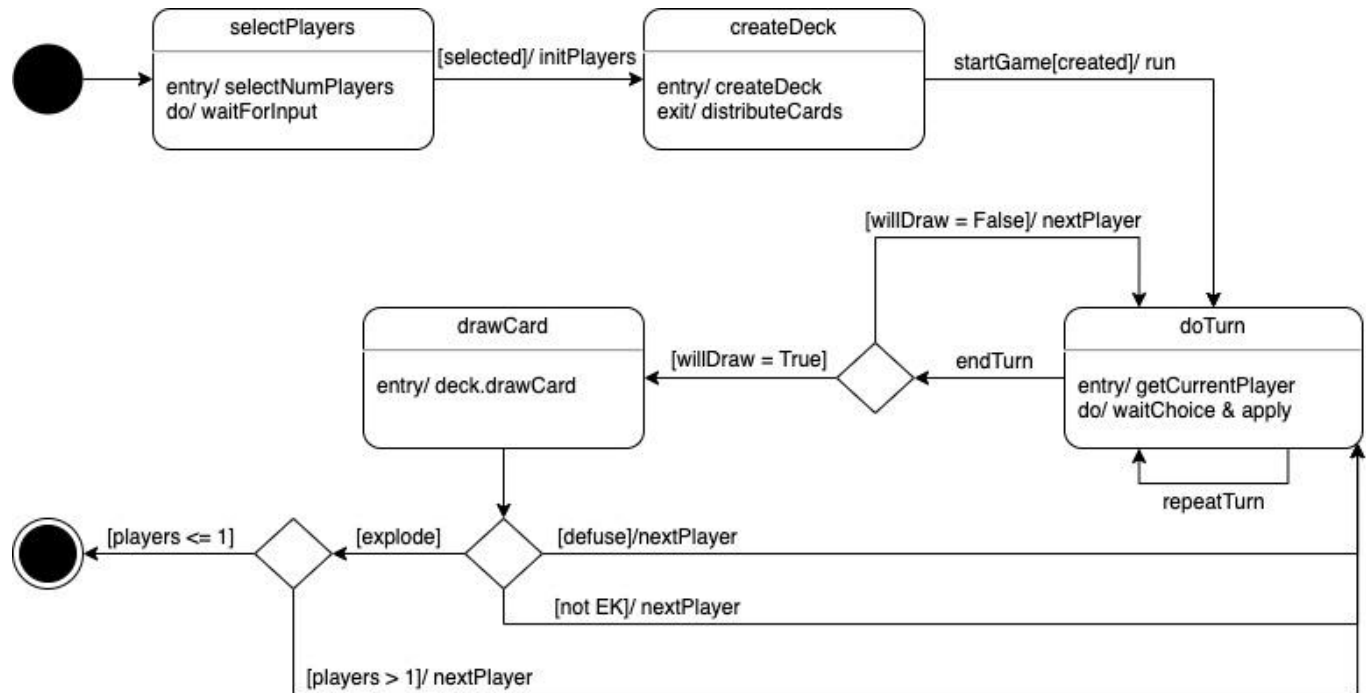 selectPlayers
entry/ selectNumPlayers
do/ waitForInput
[selected]/ initPlayers
createDeck
entry/ createDeck
exit/ distributeCards
startGame[created]/ run
[willDraw = False]/ nextPlayer
drawCard
entry/ deck.drawCard
[willDraw = True]
endTurn
doTurn
entry/ getCurrentPlayer
do/ waitChoice & apply
repeatTurn
[players <= 1]
[explode]
[defuse]/nextPlayer
[not EK]/ nextPlayer
[players > 1]/ nextPlayer